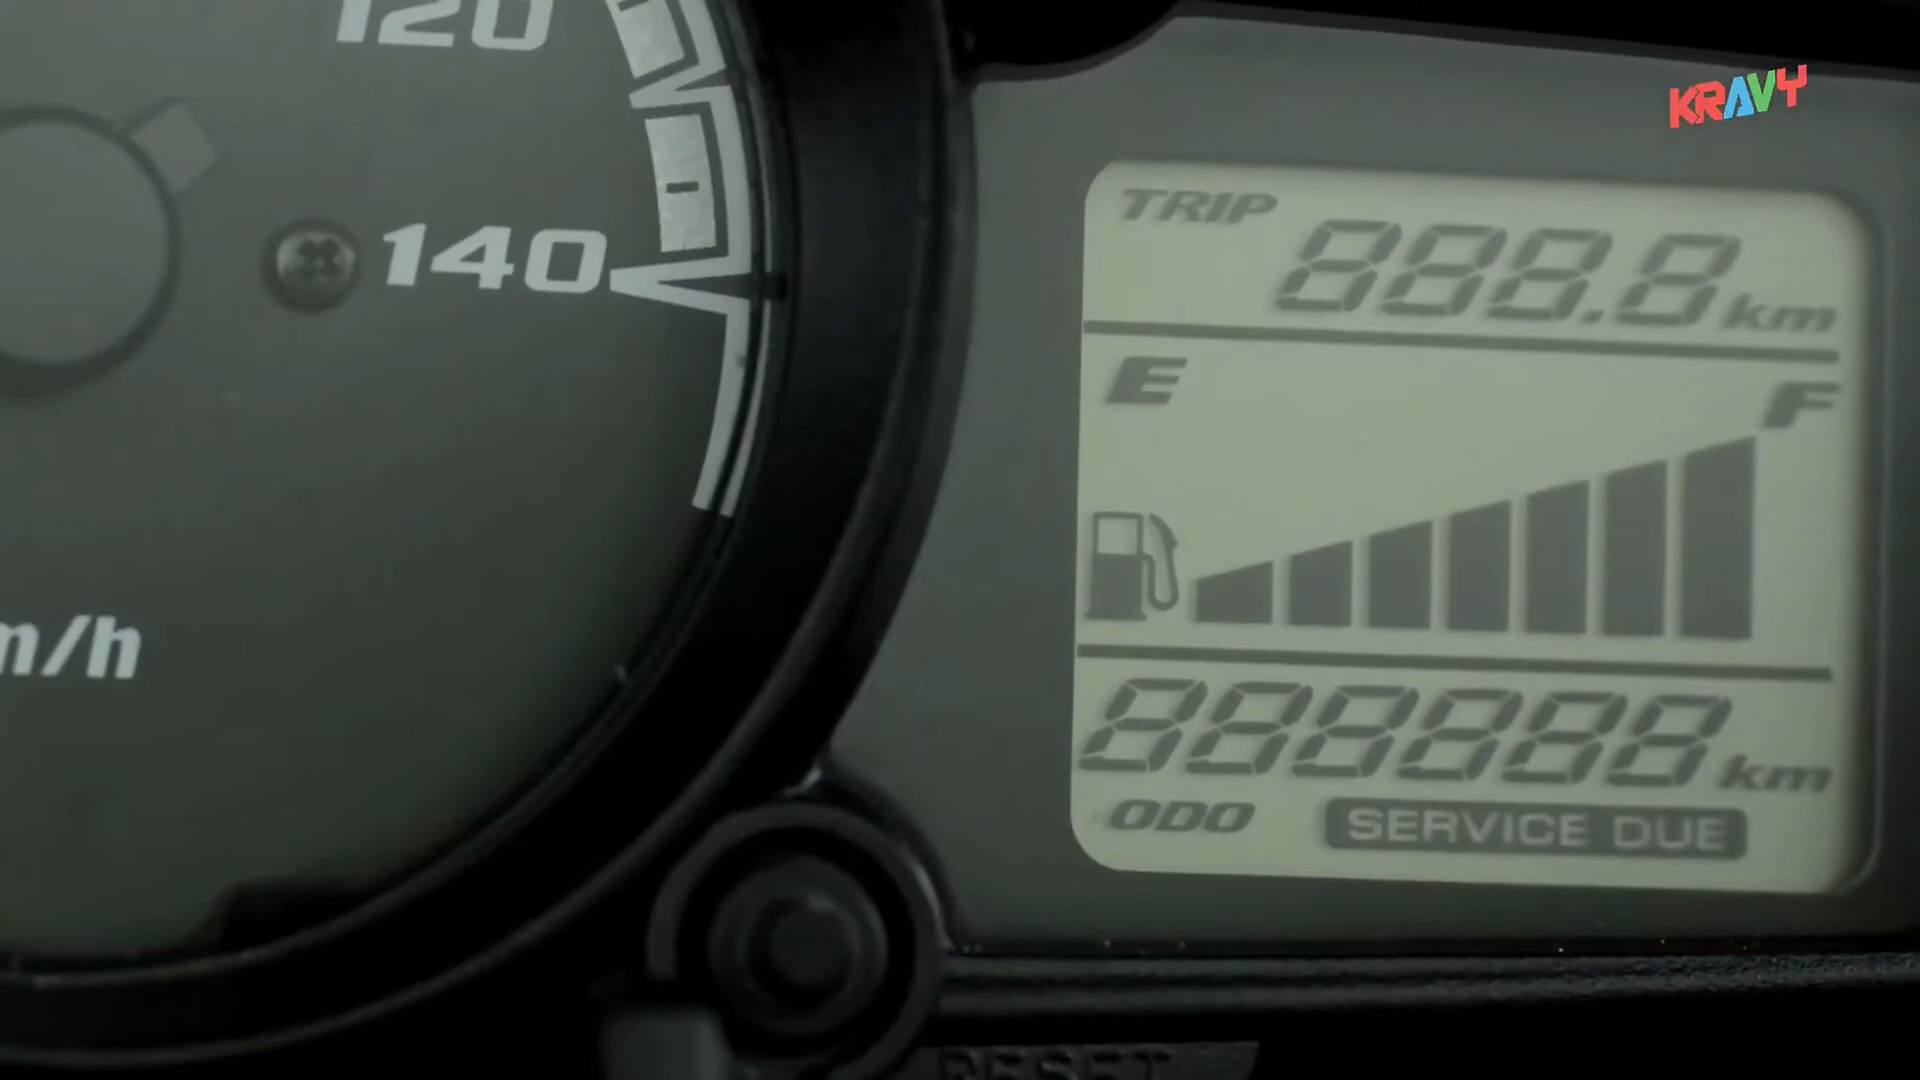 120
140
m/h
KRAVY
TRIP
888.8 km
E F
888888 km
ODO SERVICE DUE
RESET